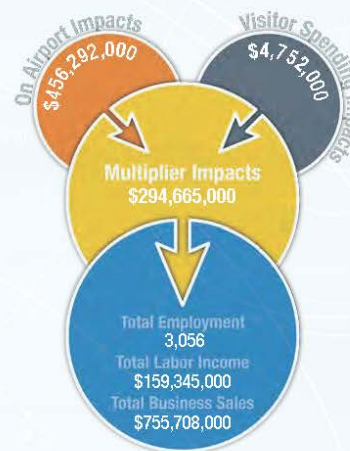 On Airport Impacts
$456,292,000
Visitor Spending Impacts
$4,752,000
Multiplier Impacts
$294,665,000
Total Employment
3,056
Total Labor Income
$159,345,000
Total Business Sales
$755,708,000